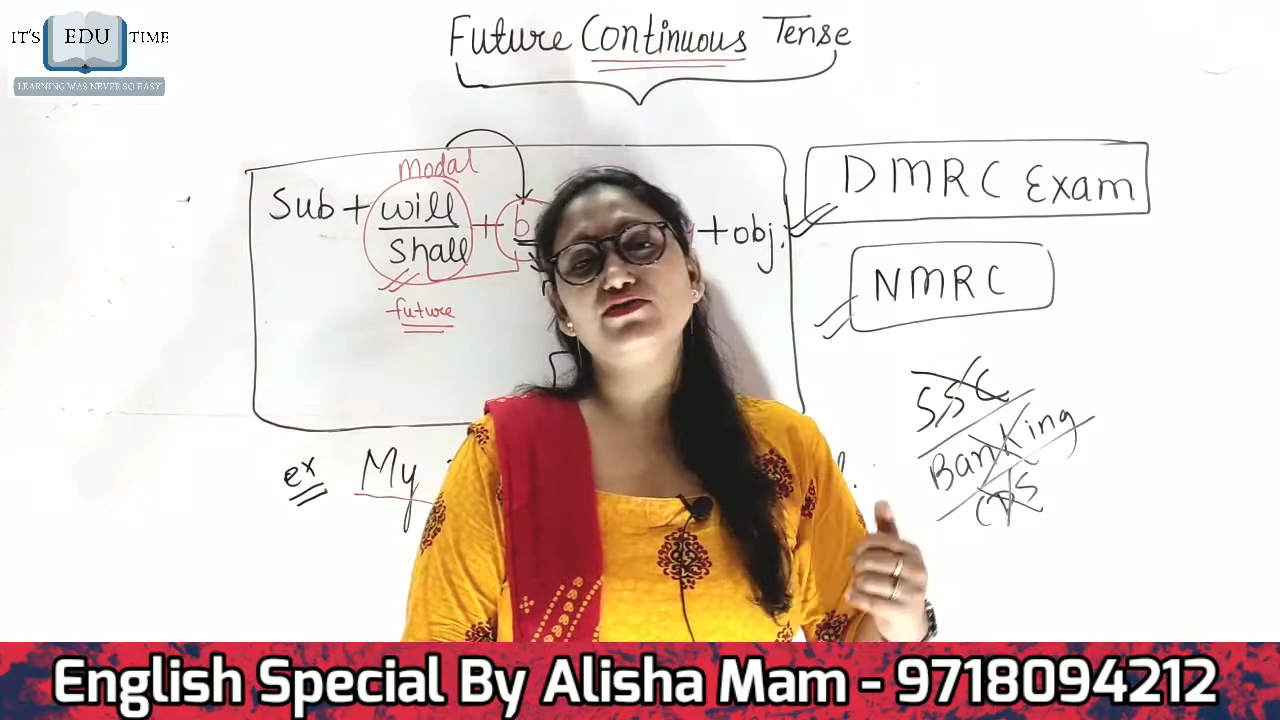 IT'S EDU TIME
LEARNING WAS NEVER SO EASY
Future Continuous Tense
Modal
Sub + will + b + obj.
Shall
future
DMRC Exam
NMRC
SSC
Banking
CDS
ex My
English Special By Alisha Mam - 9718094212